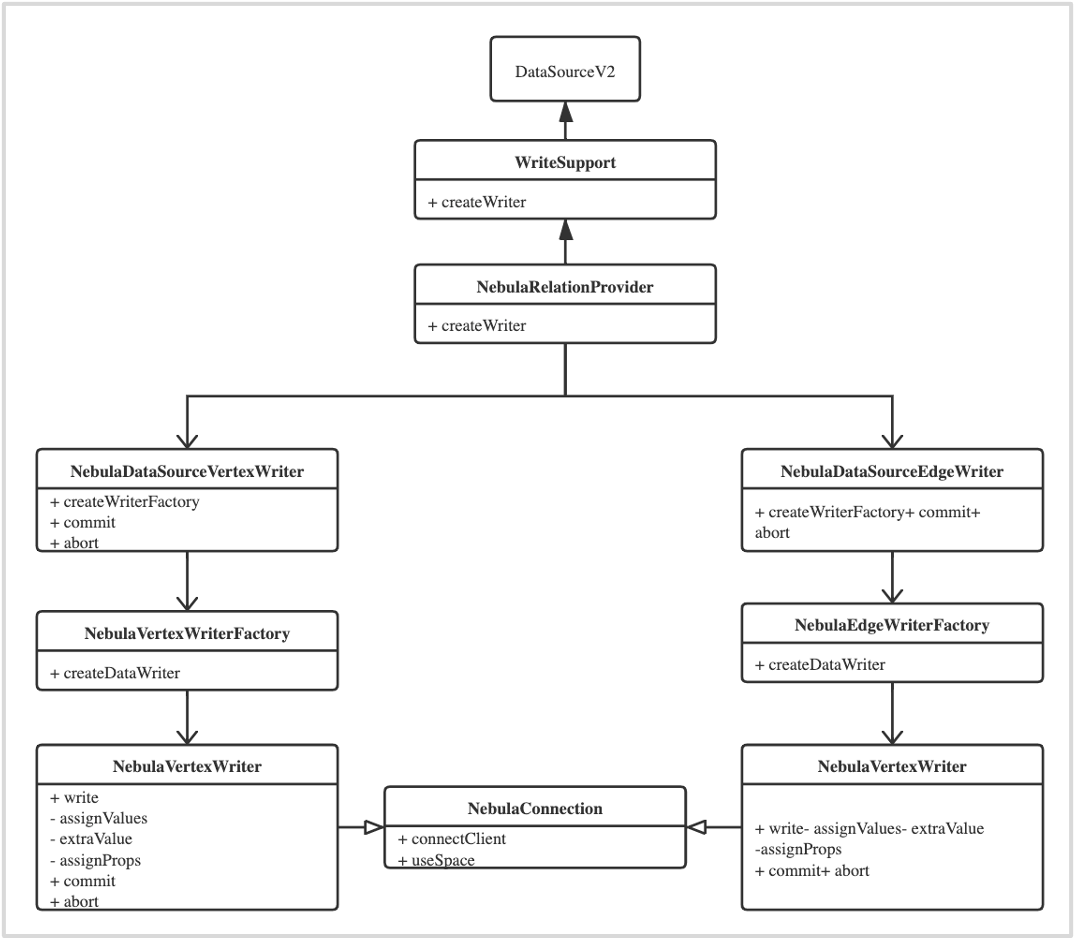 DataSourceV2
WriteSupport
+ createWriter
NebulaRelationProvider
+ createWriter
NebulaDataSourceVertexWriter
+ createWriterFactory
+ commit
+ abort
NebulaDataSourceEdgeWriter
+ createWriterFactory+ commit+
abort
NebulaVertexWriterFactory
+ createDataWriter
NebulaEdgeWriterFactory
+ createDataWriter
NebulaVertexWriter
+ write
- assignValues
- extraValue
- assignProps
+ commit
+ abort
NebulaConnection
+ connectClient
+ useSpace
NebulaVertexWriter
+ write- assignValues- extraValue
-assignProps
+ commit+ abort